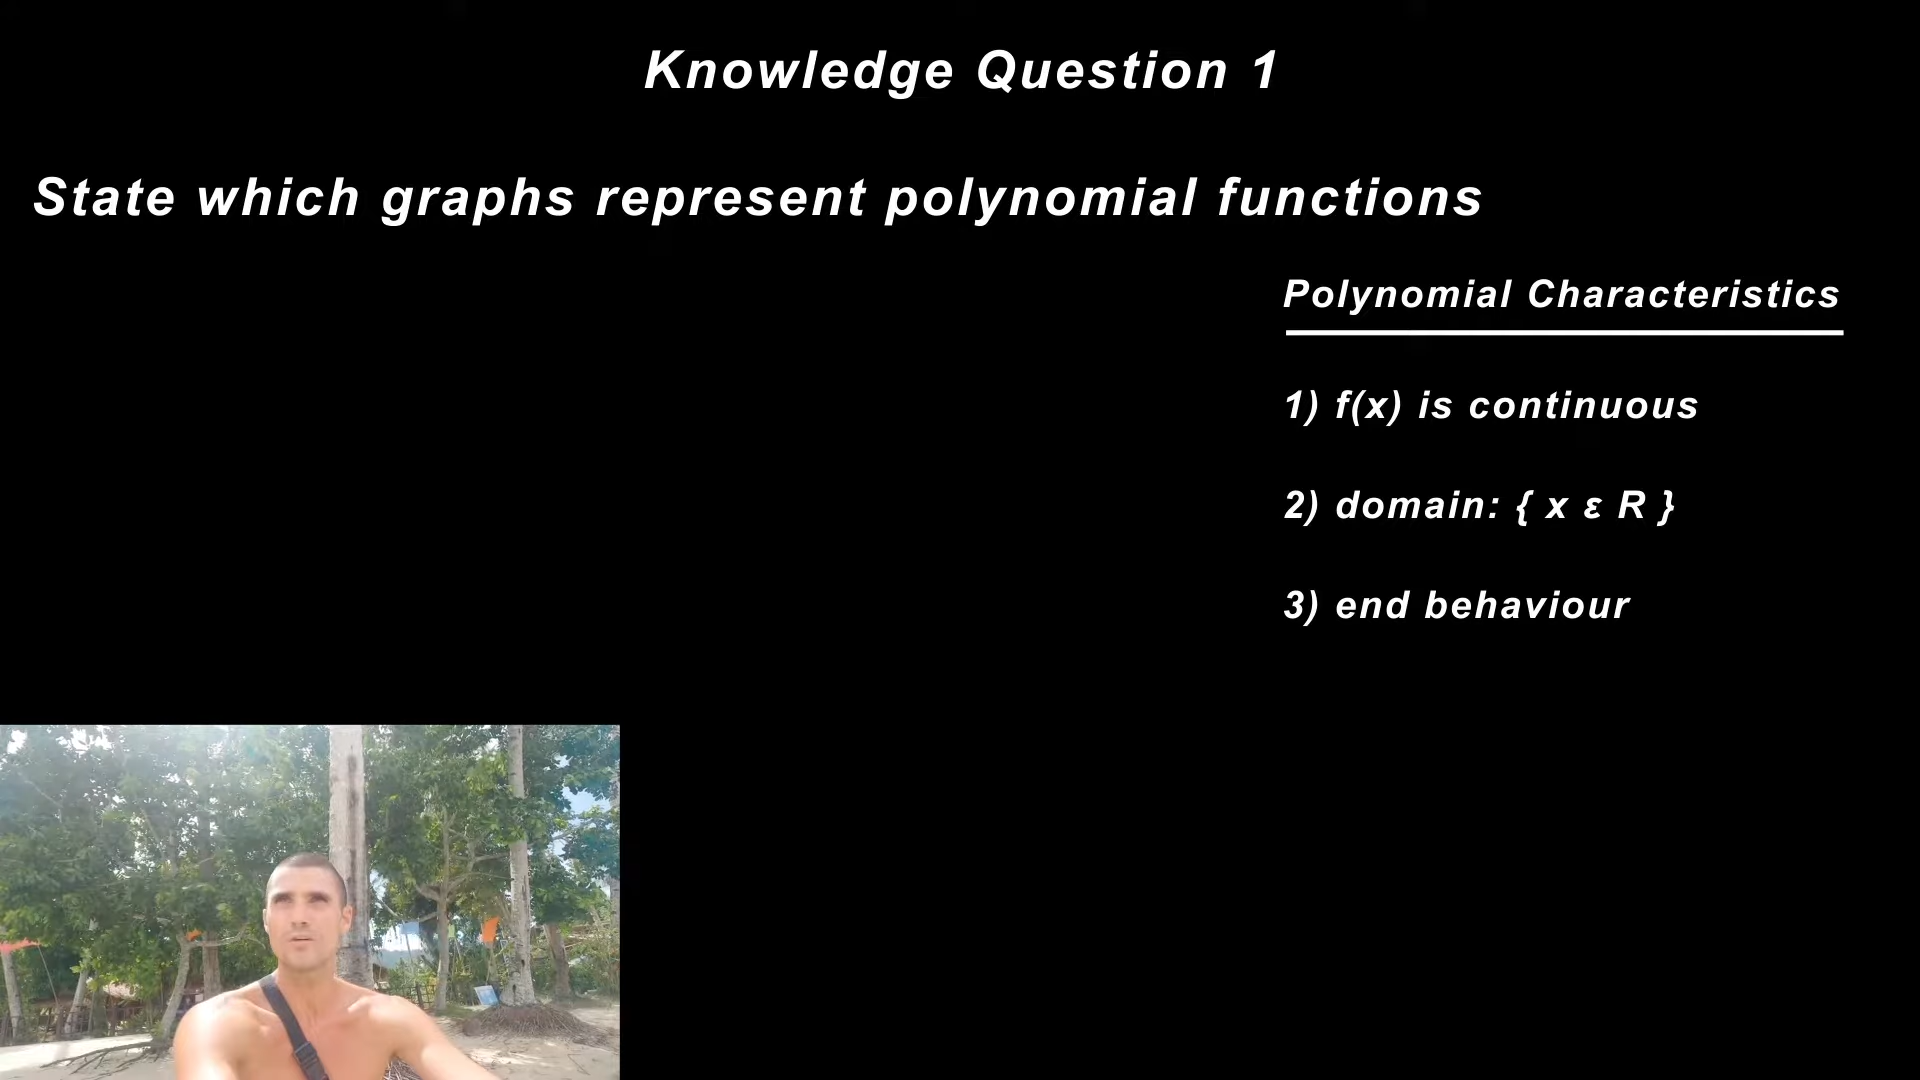 Knowledge Question 1
State which graphs represent polynomial functions
Polynomial Characteristics
1) f(x) is continuous
2) domain: { x ε R }
3) end behaviour